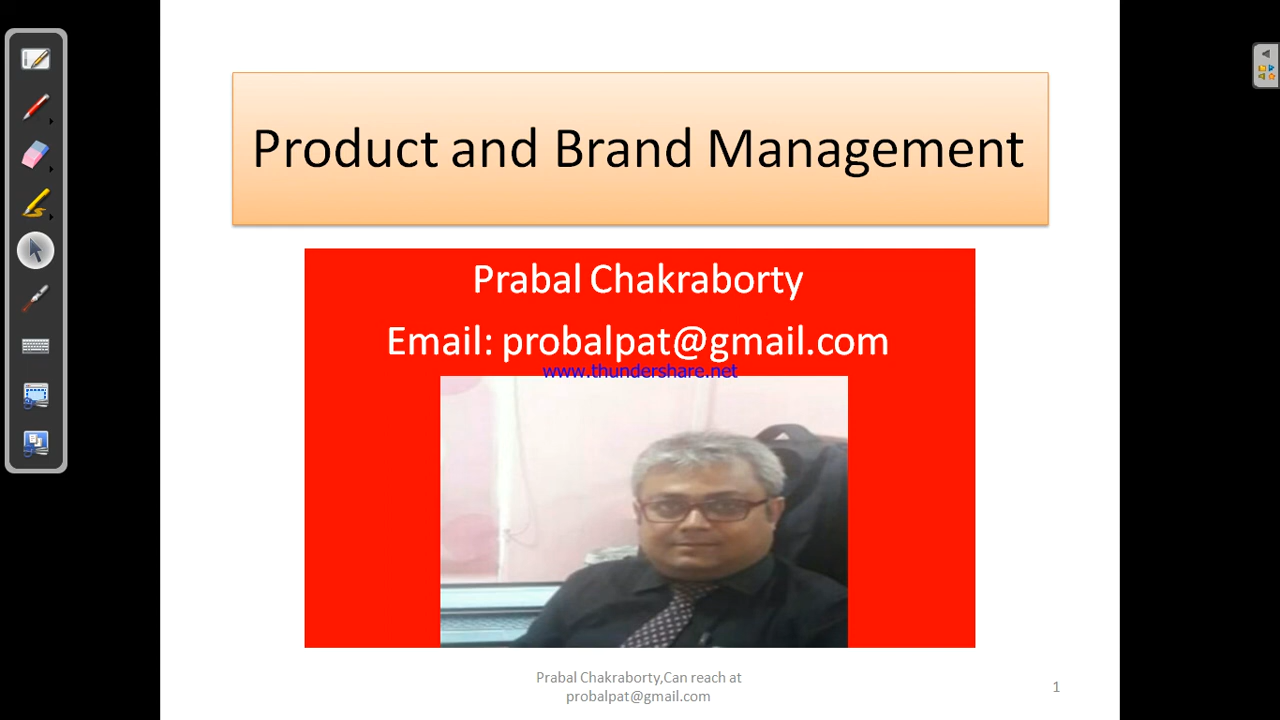 Product and Brand Management
Prabal Chakraborty
Email: probalpat@gmail.com
www.thundershare.net
Prabal Chakraborty,Can reach at
probalpat@gmail.com
1